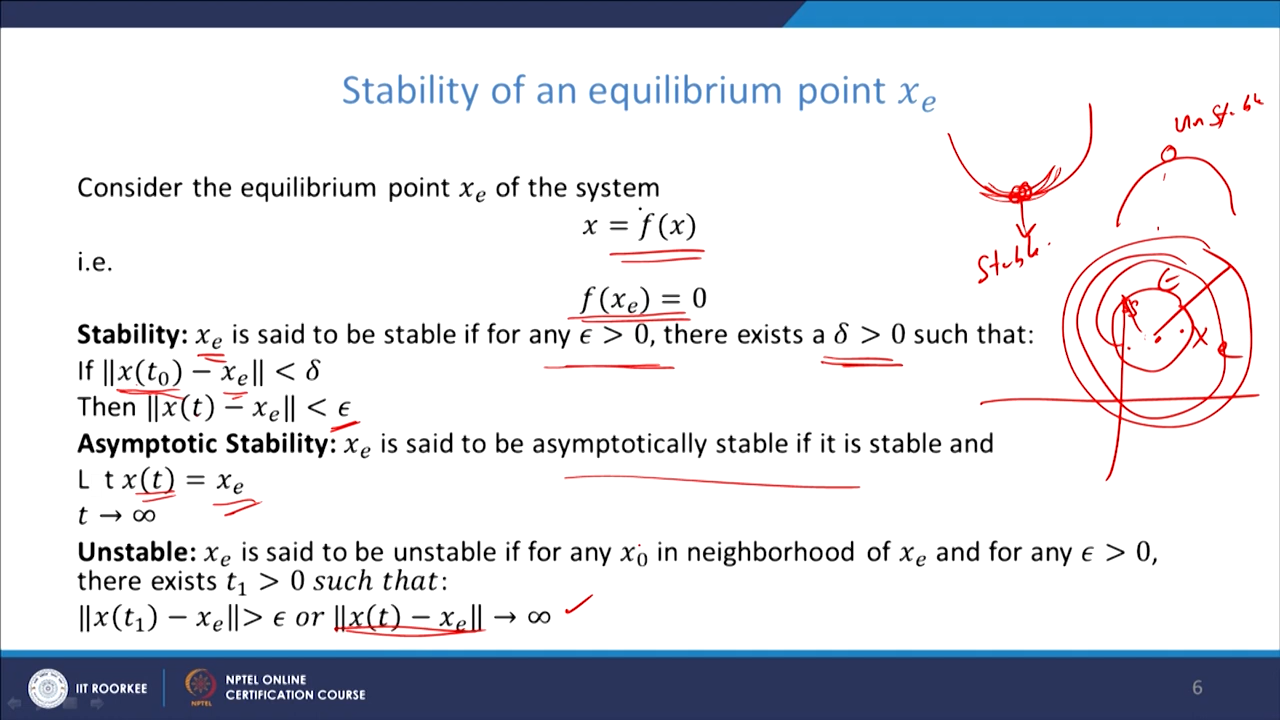 Stability of an equilibrium point xₑ
Unstable
Consider the equilibrium point xₑ of the system
x = ḟ(x)
Stable
i.e.
f(xₑ) = 0
ϵ
δ
xₑ
Stability: xₑ is said to be stable if for any ϵ > 0, there exists a δ > 0 such that:
If ‖x(t₀) − xₑ‖ < δ
Then ‖x(t) − xₑ‖ < ϵ
Asymptotic Stability: xₑ is said to be asymptotically stable if it is stable and
L t x(t) = xₑ
t → ∞
Unstable: xₑ is said to be unstable if for any x₀ in neighborhood of xₑ and for any ϵ > 0,
there exists t₁ > 0 such that:
‖x(t₁) − xₑ‖> ϵ or ‖x(t) − xₑ‖ → ∞
IIT ROORKEE
NPTEL
NPTEL ONLINE
CERTIFICATION COURSE
6